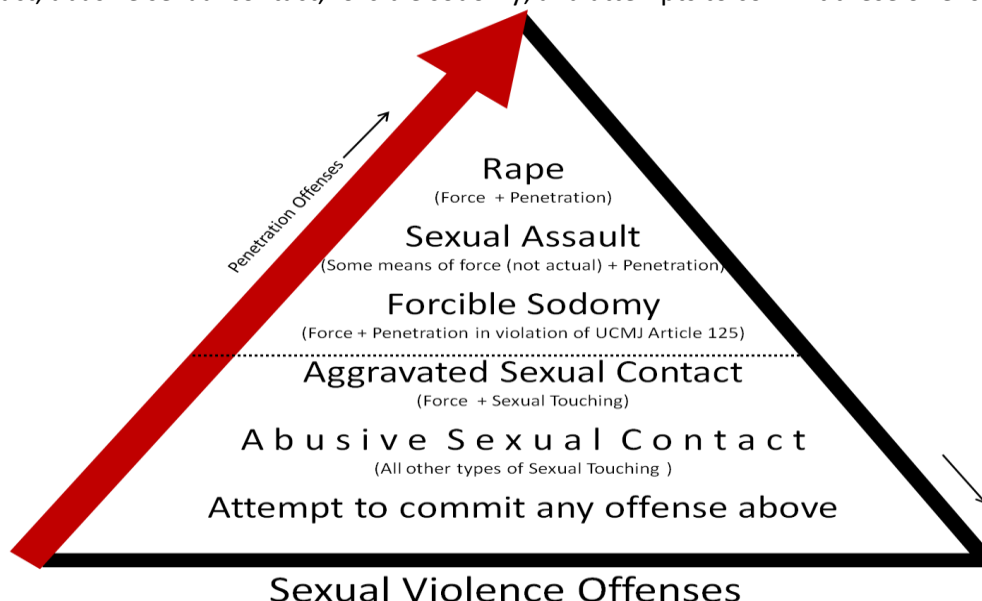 Penetration Offenses
Rape
(Force + Penetration)
Sexual Assault
(Some means of force (not actual) + Penetration)
Forcible Sodomy
(Force + Penetration in violation of UCMJ Article 125)
Aggravated Sexual Contact
(Force + Sexual Touching)
Abusive Sexual Contact
(All other types of Sexual Touching )
Attempt to commit any offense above
Sexual Violence Offenses